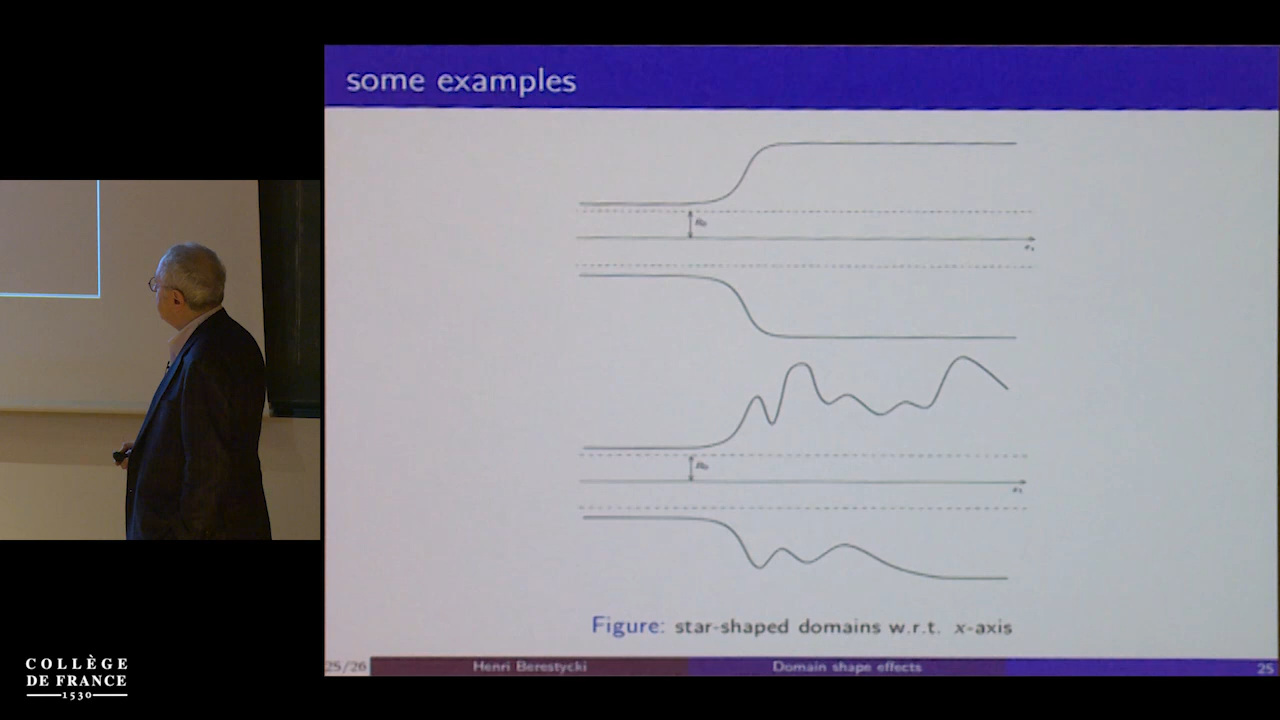 some examples
Figure: star-shaped domains w.r.t. x-axis
25/26 Henri Berestycki Domain shape effects 25
COLLÈGE
DE FRANCE
1530